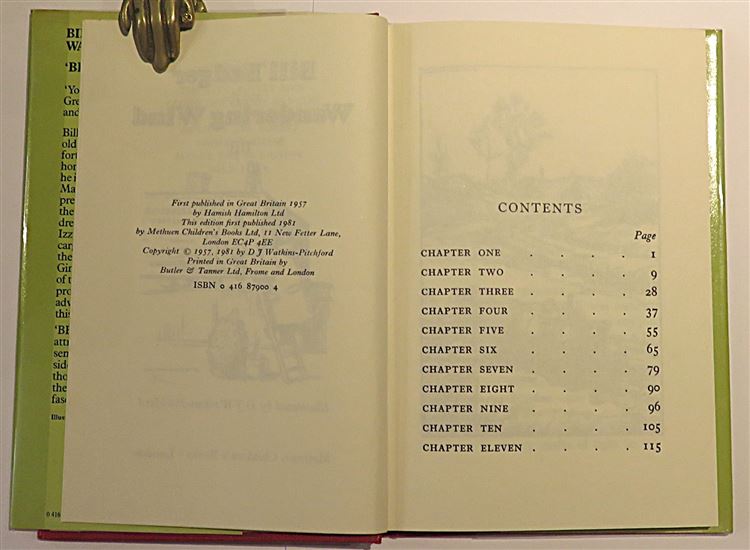 First published in Great Britain 1957
by Hamish Hamilton Ltd
This edition first published 1981
by Methuen Children's Books Ltd, 11 New Fetter Lane,
London EC4P 4EE
Copyright © 1957, 1981 by D J Watkins-Pitchford
Printed in Great Britain by
Butler & Tanner Ltd, Frome and London
ISBN 0 416 87900 4
CONTENTS
Page
CHAPTER ONE . . . . 1
CHAPTER TWO . . . . 9
CHAPTER THREE . . . . 28
CHAPTER FOUR . . . . 37
CHAPTER FIVE . . . . 55
CHAPTER SIX . . . . 65
CHAPTER SEVEN . . . . 79
CHAPTER EIGHT . . . . 90
CHAPTER NINE . . . . 96
CHAPTER TEN . . . . 105
CHAPTER ELEVEN . . . . 115